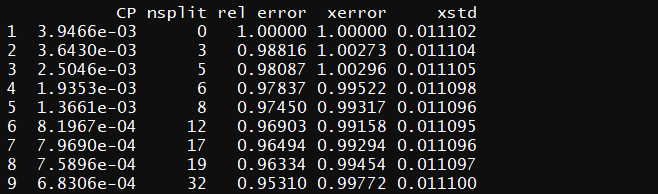 CP nsplit rel error xerror xstd
1 3.9466e-03 0 1.00000 1.00000 0.011102
2 3.6430e-03 3 0.98816 1.00273 0.011104
3 2.5046e-03 5 0.98087 1.00296 0.011105
4 1.9353e-03 6 0.97837 0.99522 0.011098
5 1.3661e-03 8 0.97450 0.99317 0.011096
6 8.1967e-04 12 0.96903 0.99158 0.011095
7 7.9690e-04 17 0.96494 0.99294 0.011096
8 7.5896e-04 19 0.96334 0.99454 0.011097
9 6.8306e-04 32 0.95310 0.99772 0.011100